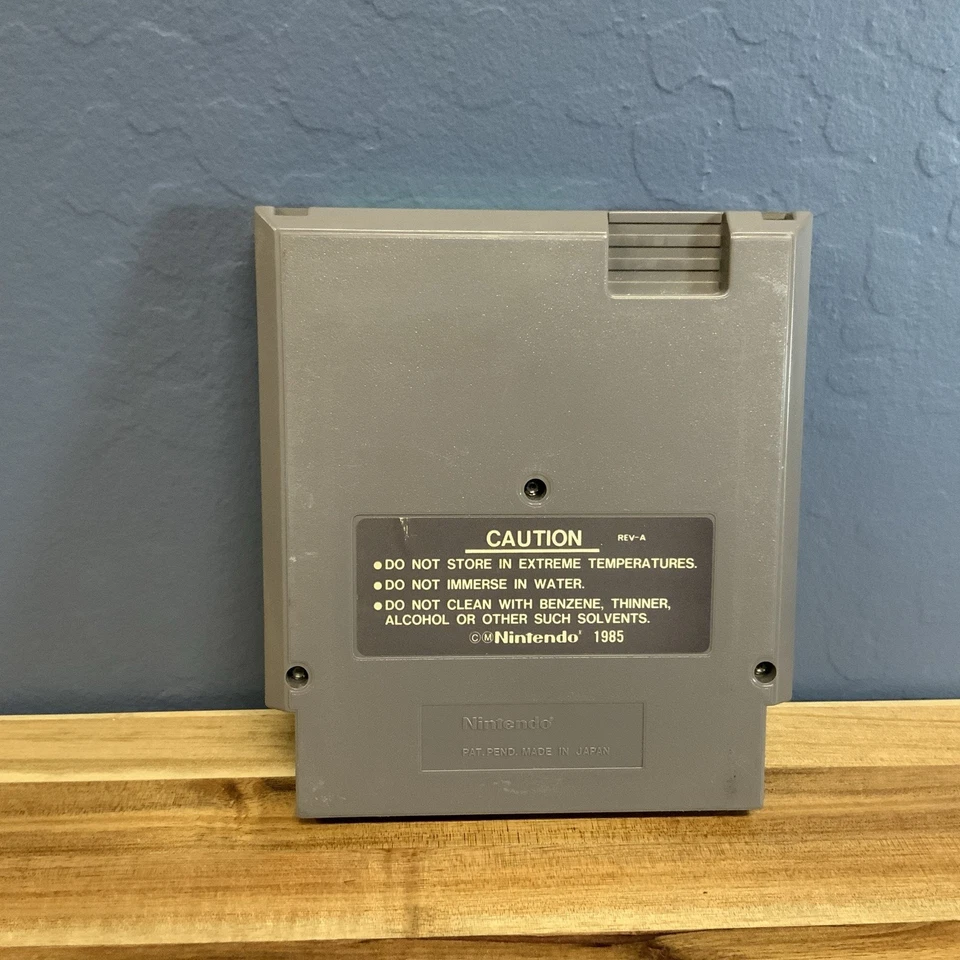 CAUTION REV-A
●DO NOT STORE IN EXTREME TEMPERATURES.
●DO NOT IMMERSE IN WATER.
●DO NOT CLEAN WITH BENZENE, THINNER,
ALCOHOL OR OTHER SUCH SOLVENTS.
©ⓂNintendo® 1985
Nintendo®
PAT. PEND. MADE IN JAPAN